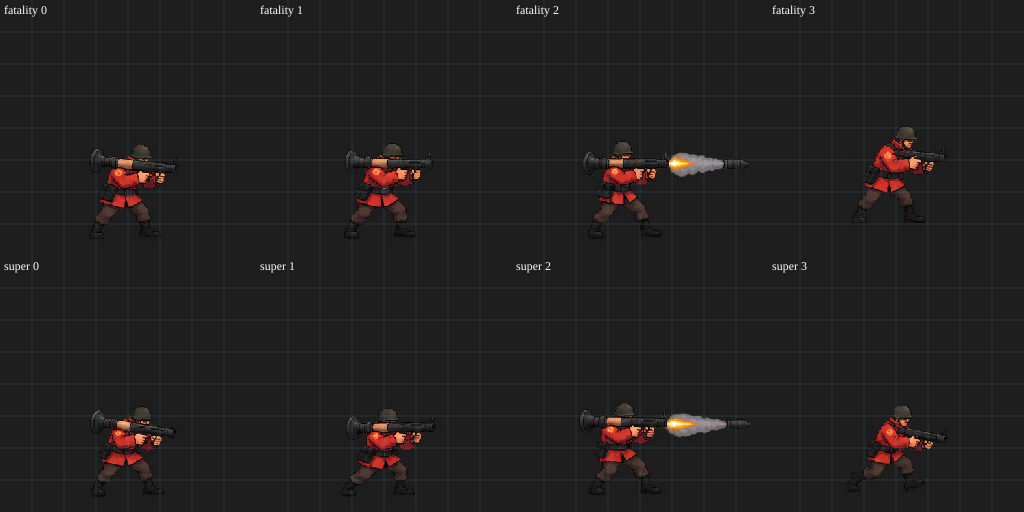 fatality 0
fatality 1
fatality 2
fatality 3
super 0
super 1
super 2
super 3